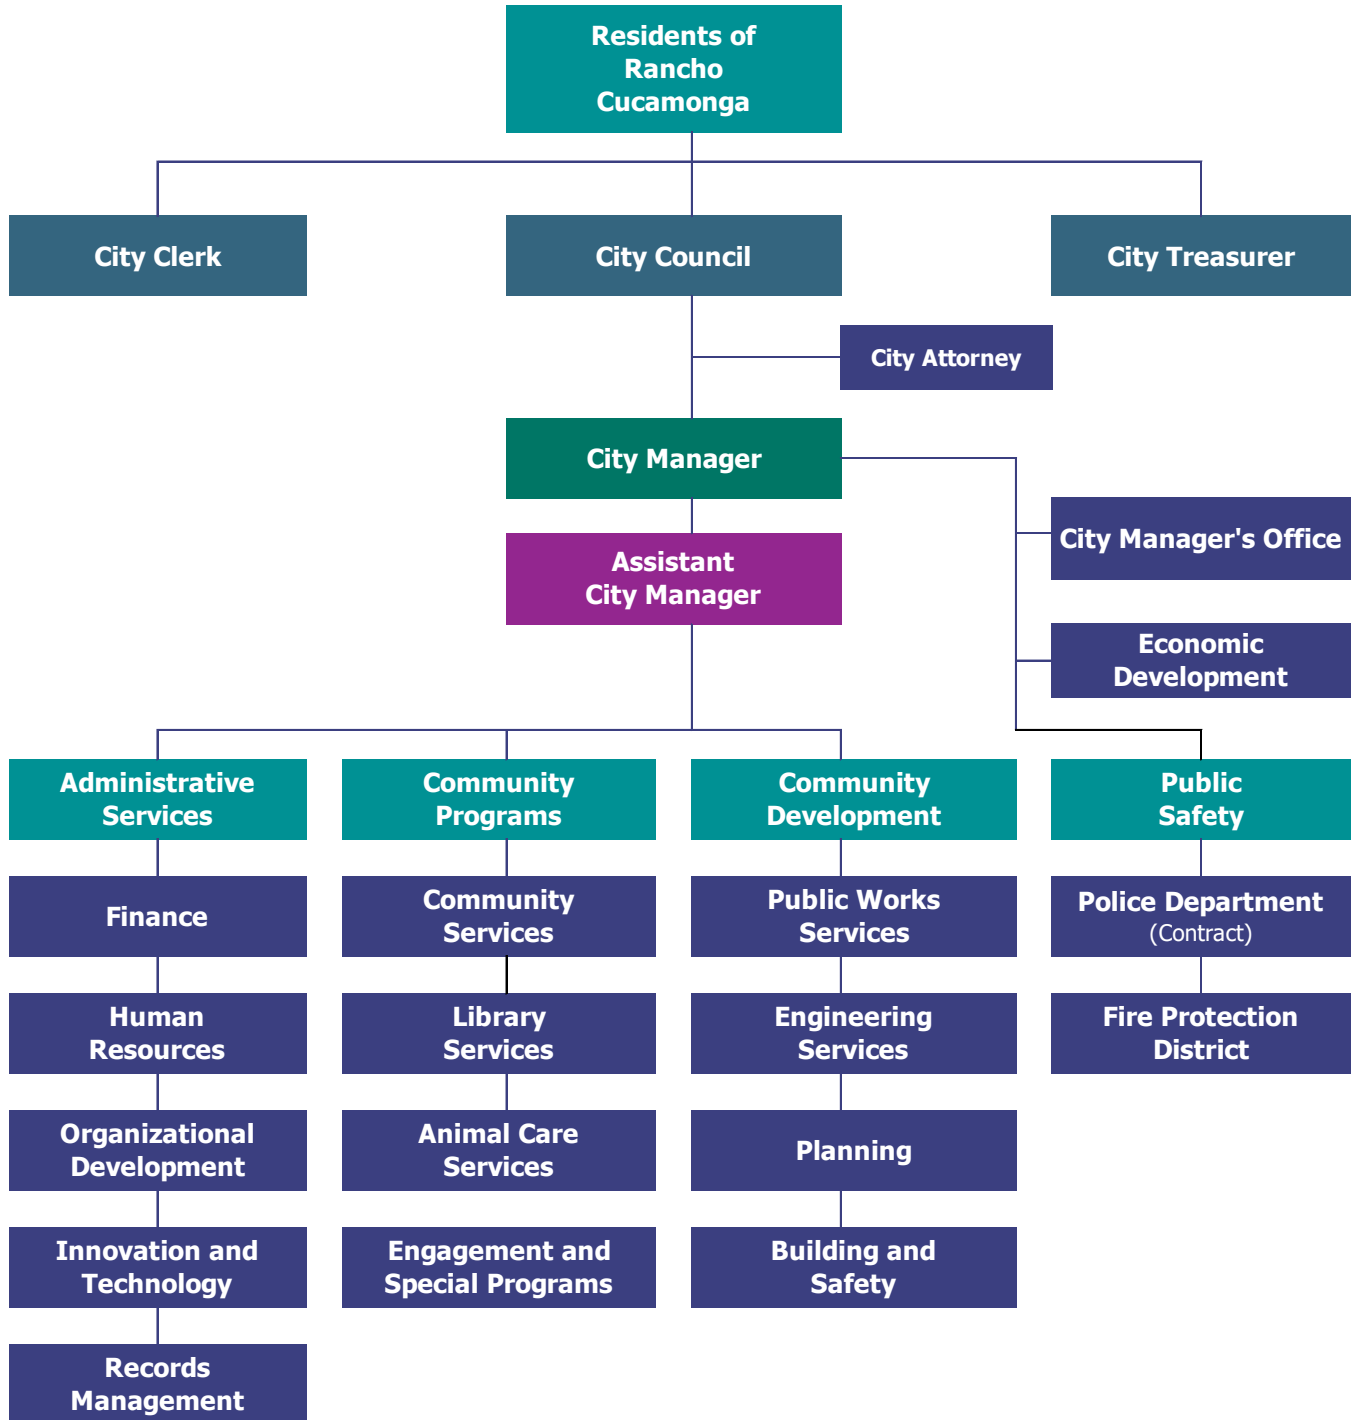 Residents of
Rancho
Cucamonga
City Clerk
City Council
City Treasurer
City Attorney
City Manager
City Manager's Office
Assistant
City Manager
Economic
Development
Administrative
Services
Community
Programs
Community
Development
Public
Safety
Finance
Community
Services
Public Works
Services
Police Department
(Contract)
Human
Resources
Library
Services
Engineering
Services
Fire Protection
District
Organizational
Development
Animal Care
Services
Planning
Innovation and
Technology
Engagement and
Special Programs
Building and
Safety
Records
Management